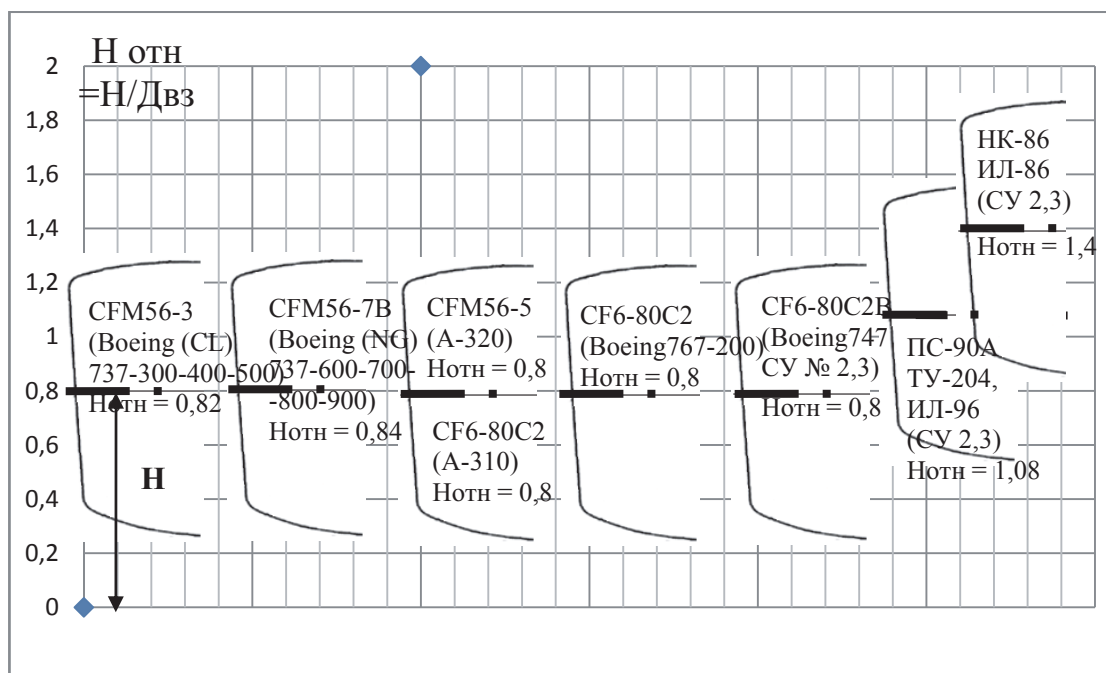 Н отн
=Н/Двз
2
1,8
1,6
1,4
1,2
1
0,8
0,6
0,4
0,2
0
CFM56-3
(Boeing (CL)
737-300-400-500)
Нотн = 0,82
Н
CFM56-7B
(Boeing (NG)
737-600-700-
-800-900)
Нотн = 0,84
CFM56-5
(А-320)
Нотн = 0,8
CF6-80C2
(А-310)
Нотн = 0,8
CF6-80C2
(Boeing767-200)
Нотн = 0,8
CF6-80C2B
(Boeing747
СУ № 2,3)
Нотн = 0,8
ПС-90А
ТУ-204,
ИЛ-96
(СУ 2,3)
Нотн = 1,08
НК-86
ИЛ-86
(СУ 2,3)
Нотн = 1,4